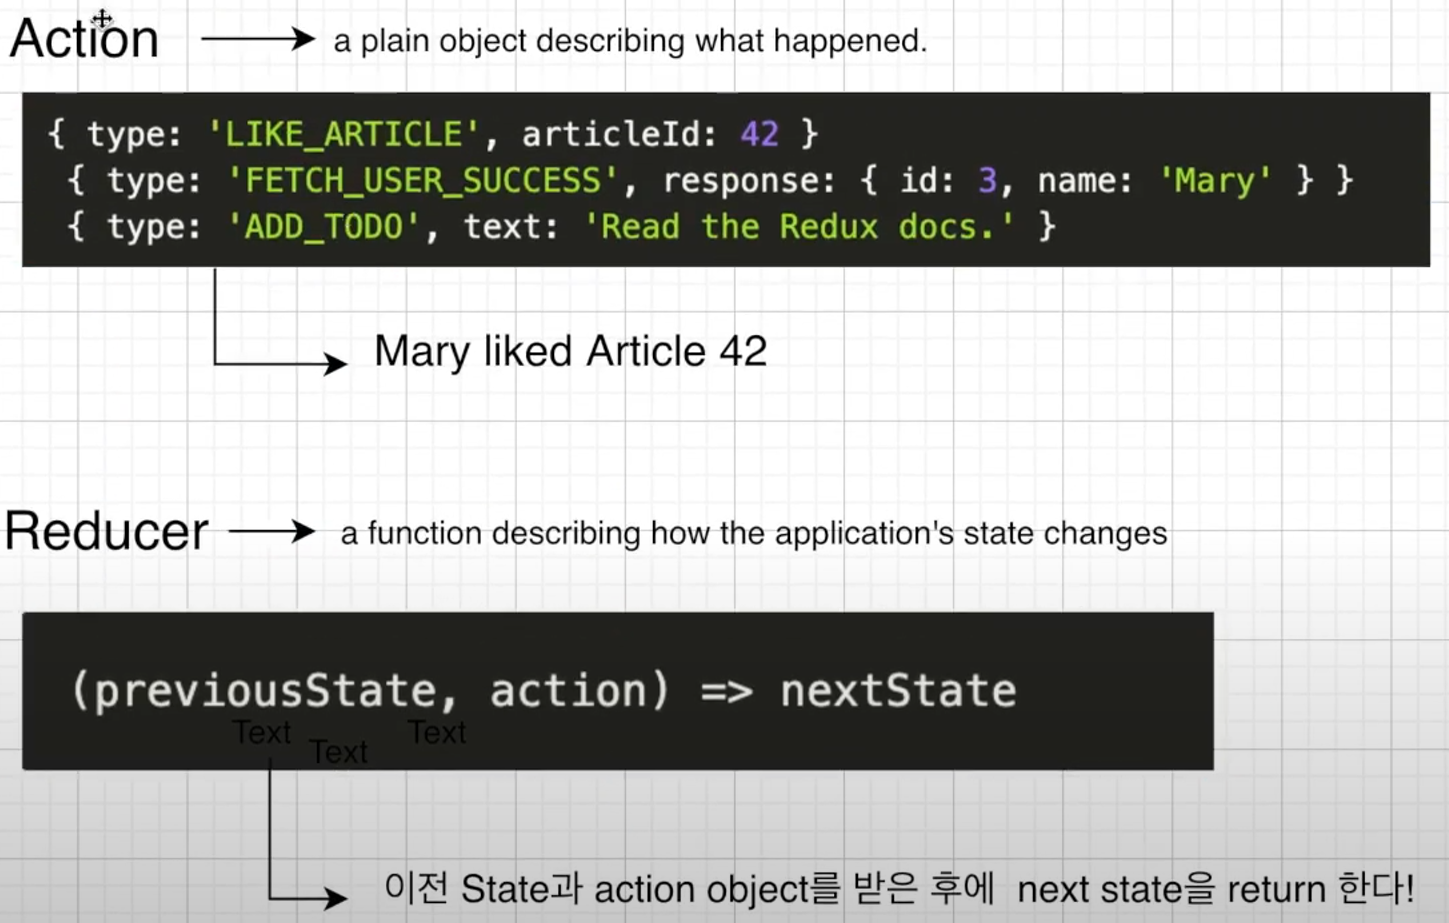 Action
a plain object describing what happened.
{ type: 'LIKE_ARTICLE', articleId: 42 }
{ type: 'FETCH_USER_SUCCESS', response: { id: 3, name: 'Mary' } }
{ type: 'ADD_TODO', text: 'Read the Redux docs.' }
Mary liked Article 42
Reducer
a function describing how the application's state changes
(previousState, action) => nextState
Text
Text
Text
이전 State과 action object를 받은 후에 next state을 return 한다!